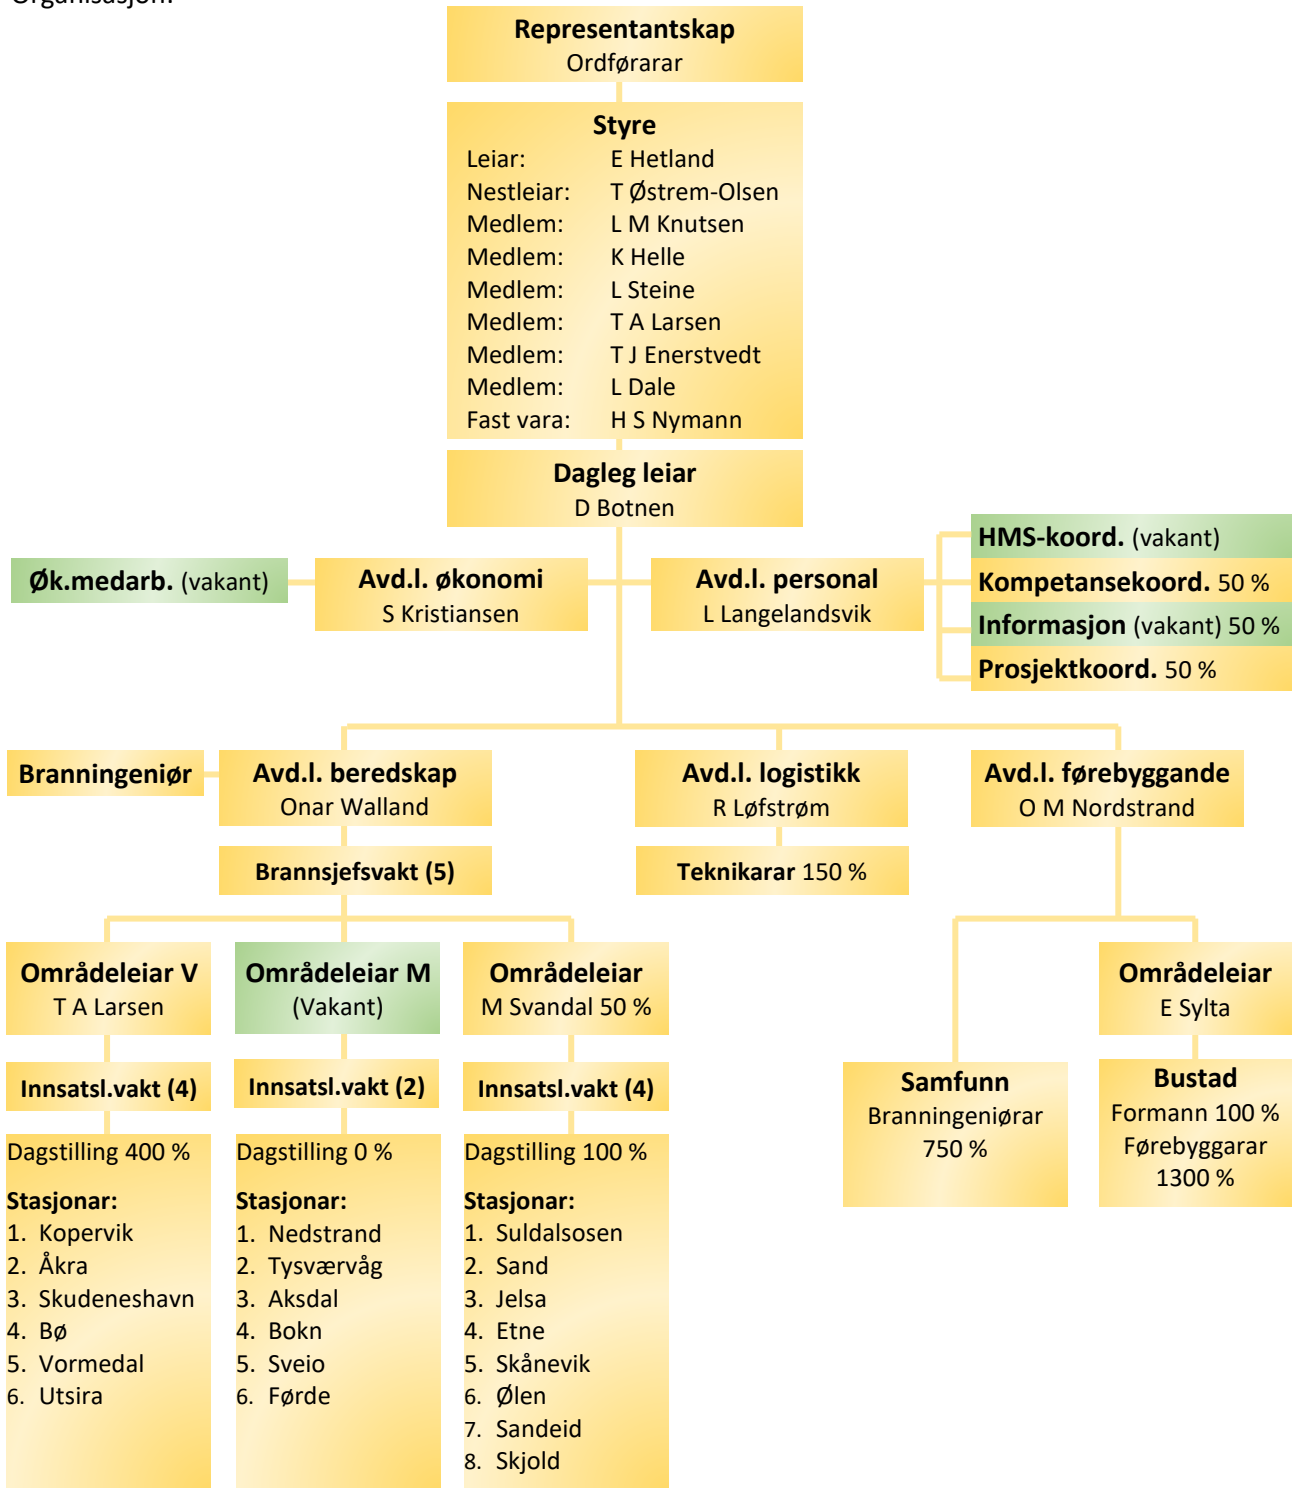 Organisasjon:
Representantskap
Ordførarar
Styre
Leiar: E Hetland
Nestleiar: T Østrem-Olsen
Medlem: L M Knutsen
Medlem: K Helle
Medlem: L Steine
Medlem: T A Larsen
Medlem: T J Enerstvedt
Medlem: L Dale
Fast vara: H S Nymann
Dagleg leiar
D Botnen
Øk.medarb. (vakant)
Avd.l. økonomi
S Kristiansen
Avd.l. personal
L Langelandsvik
HMS-koord. (vakant)
Kompetansekoord. 50 %
Informasjon (vakant) 50 %
Prosjektkoord. 50 %
Branningeniør
Avd.l. beredskap
Onar Walland
Avd.l. logistikk
R Løfstrøm
Avd.l. førebyggande
O M Nordstrand
Brannsjefsvakt (5)
Teknikarar 150 %
Områdeleiar V
T A Larsen
Områdeleiar M
(Vakant)
Områdeleiar
M Svandal 50 %
Områdeleiar
E Sylta
Innsatsl.vakt (4)
Innsatsl.vakt (2)
Innsatsl.vakt (4)
Samfunn
Branningeniørar
750 %
Bustad
Formann 100 %
Førebyggarar
1300 %
Dagstilling 400 %
Stasjonar:
1. Kopervik
2. Åkra
3. Skudeneshavn
4. Bø
5. Vormedal
6. Utsira
Dagstilling 0 %
Stasjonar:
1. Nedstrand
2. Tysværvåg
3. Aksdal
4. Bokn
5. Sveio
6. Førde
Dagstilling 100 %
Stasjonar:
1. Suldalsosen
2. Sand
3. Jelsa
4. Etne
5. Skånevik
6. Ølen
7. Sandeid
8. Skjold